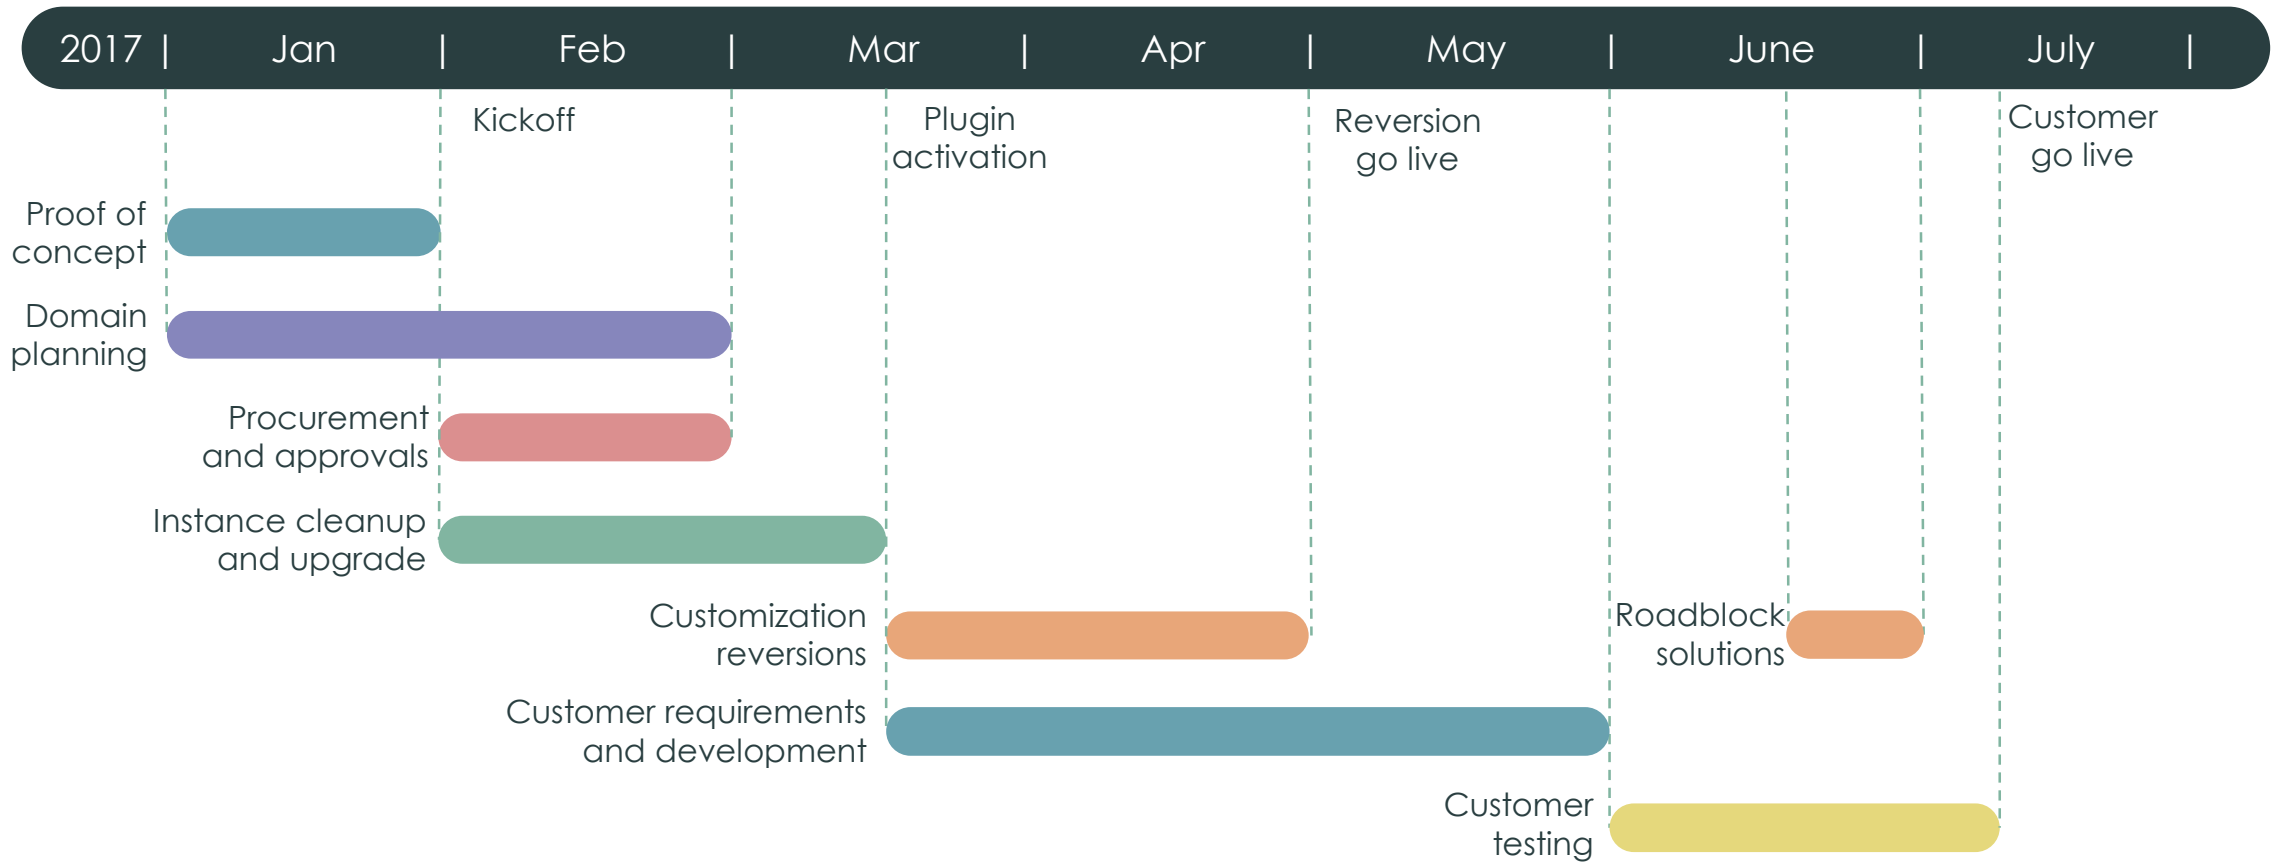 2017 | Jan | Feb | Mar | Apr | May | June | July |
Kickoff
Plugin
activation
Reversion
go live
Customer
go live
Proof of
concept
Domain
planning
Procurement
and approvals
Instance cleanup
and upgrade
Customization
reversions
Roadblock
solutions
Customer requirements
and development
Customer
testing